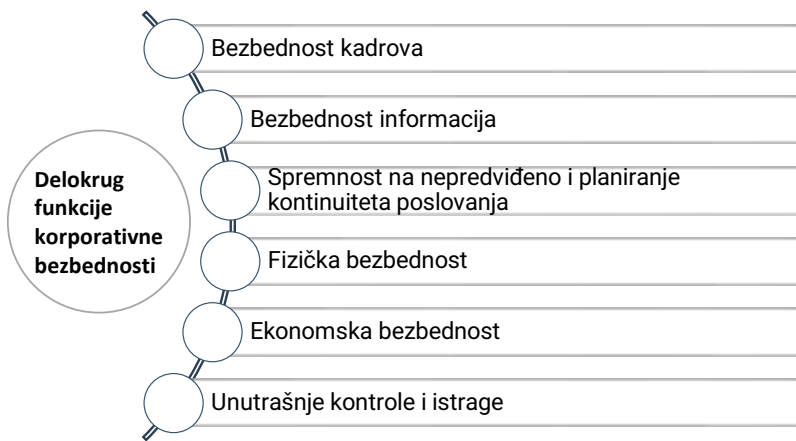 Bezbednost kadrova
Bezbednost informacija
Delokrug
funkcije
korporativne
bezbednosti
Spremnost na nepredviđeno i planiranje
kontinuiteta poslovanja
Fizička bezbednost
Ekonomska bezbednost
Unutrašnje kontrole i istrage